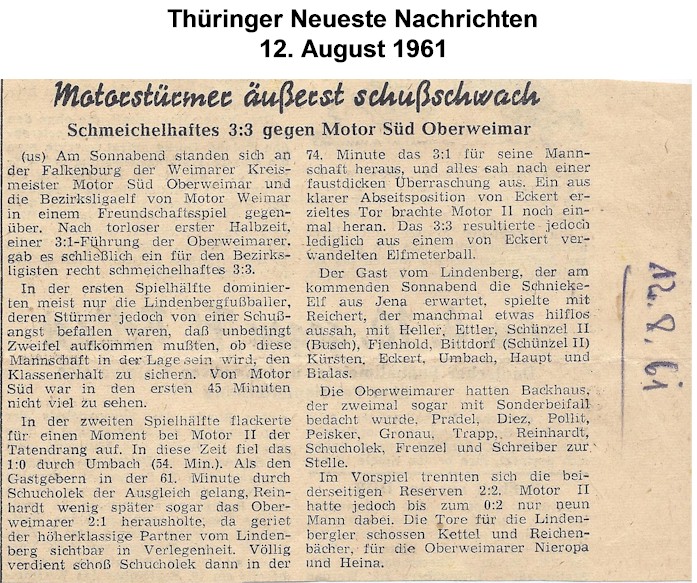 Thüringer Neueste Nachrichten
12. August 1961
Motorstürmer äußerst schußschwach
Schmeichelhaftes 3:3 gegen Motor Süd Oberweimar
(us) Am Sonnabend standen sich an
der Falkenburg der Weimarer Kreis-
meister Motor Süd Oberweimar und
die Bezirksligaelf von Motor Weimar
in einem Freundschaftsspiel gegen-
über. Nach torloser erster Halbzeit,
einer 3:1-Führung der Oberweimarer,
gab es schließlich ein für den Bezirks-
ligisten recht schmeichelhaftes 3:3.
In der ersten Spielhälfte dominier-
ten meist nur die Lindenbergfußballer,
deren Stürmer jedoch von einer Schuß-
angst befallen waren, daß unbedingt
Zweifel aufkommen mußten, ob diese
Mannschaft in der Lage sein wird, den
Klassenerhalt zu sichern. Von Motor
Süd war in den ersten 45 Minuten
nicht viel zu sehen.
In der zweiten Spielhälfte flackerte
für einen Moment bei Motor II der
Tatendrang auf. In diese Zeit fiel das
1:0 durch Umbach (54. Min.). Als den
Gastgebern in der 61. Minute durch
Schucholek der Ausgleich gelang, Rein-
hardt wenig später sogar das Ober-
weimarer 2:1 herausholte, da geriet
der höherklassige Partner vom Linden-
berg sichtbar in Verlegenheit. Völlig
verdient schoß Schucholek dann in der
74. Minute das 3:1 für seine Mann-
schaft heraus, und alles sah nach einer
faustdicken Überraschung aus. Ein aus
klarer Abseitsposition von Eckert er-
zieltes Tor brachte Motor II noch ein-
mal heran. Das 3:3 resultierte jedoch
lediglich aus einem von Eckert ver-
wandelten Elfmeterball.
Der Gast vom Lindenberg, der am
kommenden Sonnabend die Schnieke-
Elf aus Jena erwartet, spielte mit
Reichert, der manchmal etwas hilflos
aussah, mit Heller, Ettler, Schünzel II
(Busch), Fienhold, Bittdorf (Schünzel II)
Kürsten, Eckert, Umbach, Haupt und
Bialas.
Die Oberweimarer hatten Backhaus,
der zweimal sogar mit Sonderbeifall
bedacht wurde, Pradel, Diez, Pollit,
Peisker, Gronau, Trapp, Reinhardt,
Schucholek, Frenzel und Schreiber zur
Stelle.
Im Vorspiel trennten sich die bei-
derseitigen Reserven 2:2. Motor II
hatte jedoch bis zum 0:2 nur neun
Mann dabei. Die Tore für die Linden-
bergler schossen Kettel und Reichen-
bächer, für die Oberweimarer Nieropa
und Heina.
12. 8. 61